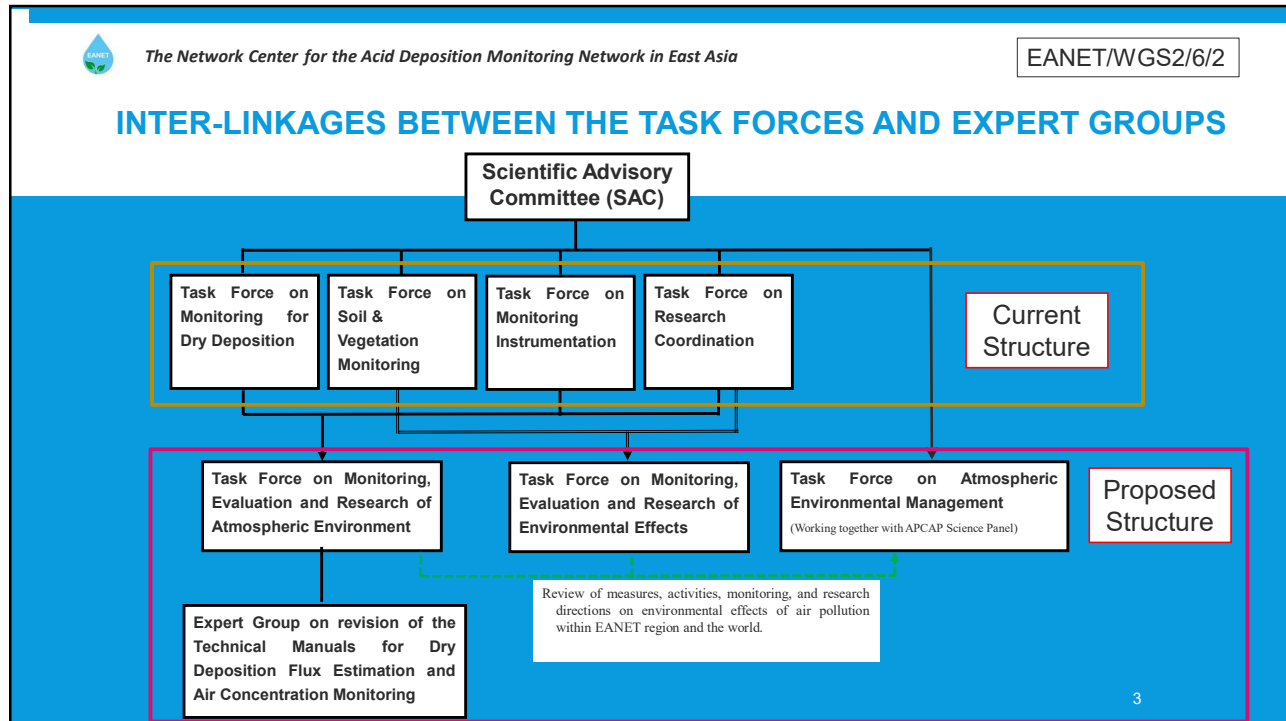 EANET
The Network Center for the Acid Deposition Monitoring Network in East Asia
EANET/WGS2/6/2
INTER-LINKAGES BETWEEN THE TASK FORCES AND EXPERT GROUPS
Scientific Advisory
Committee (SAC)
Task Force on
Monitoring for
Dry Deposition
Task Force on
Soil &
Vegetation
Monitoring
Task Force on
Monitoring
Instrumentation
Task Force on
Research
Coordination
Current
Structure
Task Force on Monitoring,
Evaluation and Research of
Atmospheric Environment
Task Force on Monitoring,
Evaluation and Research of
Environmental Effects
Task Force on Atmospheric
Environmental Management
(Working together with APCAP Science Panel)
Proposed
Structure
Review of measures, activities, monitoring, and research
directions on environmental effects of air pollution
within EANET region and the world.
Expert Group on revision of the
Technical Manuals for Dry
Deposition Flux Estimation and
Air Concentration Monitoring
3